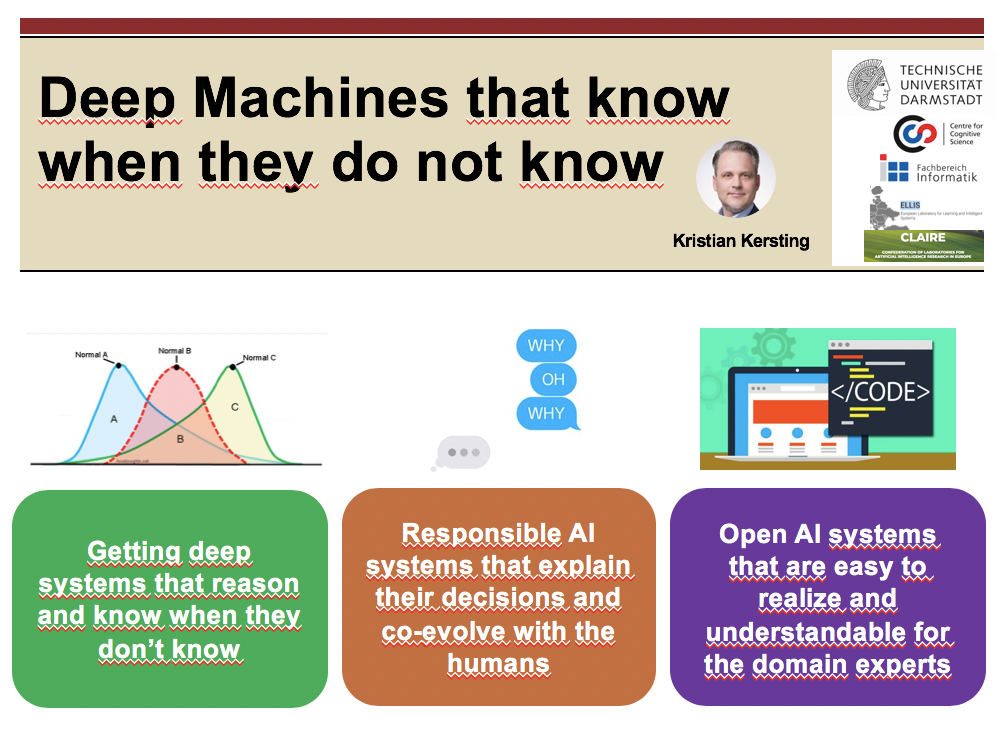 Deep Machines that know
when they do not know
Kristian Kersting
TECHNISCHE
UNIVERSITÄT
DARMSTADT
Centre for
Cognitive
Science
Fachbereich
Informatik
ELLIS
European Laboratory for Learning and Intelligent
Systems
CLAIRE
CONFEDERATION OF LABORATORIES FOR
ARTIFICIAL INTELLIGENCE RESEARCH IN EUROPE
Normal A
Normal B
Normal C
A
B
C
WHY
OH
WHY
</CODE>
Getting deep
systems that reason
and know when they
don't know
Responsible AI
systems that explain
their decisions and
co-evolve with the
humans
Open AI systems
that are easy to
realize and
understandable for
the domain experts